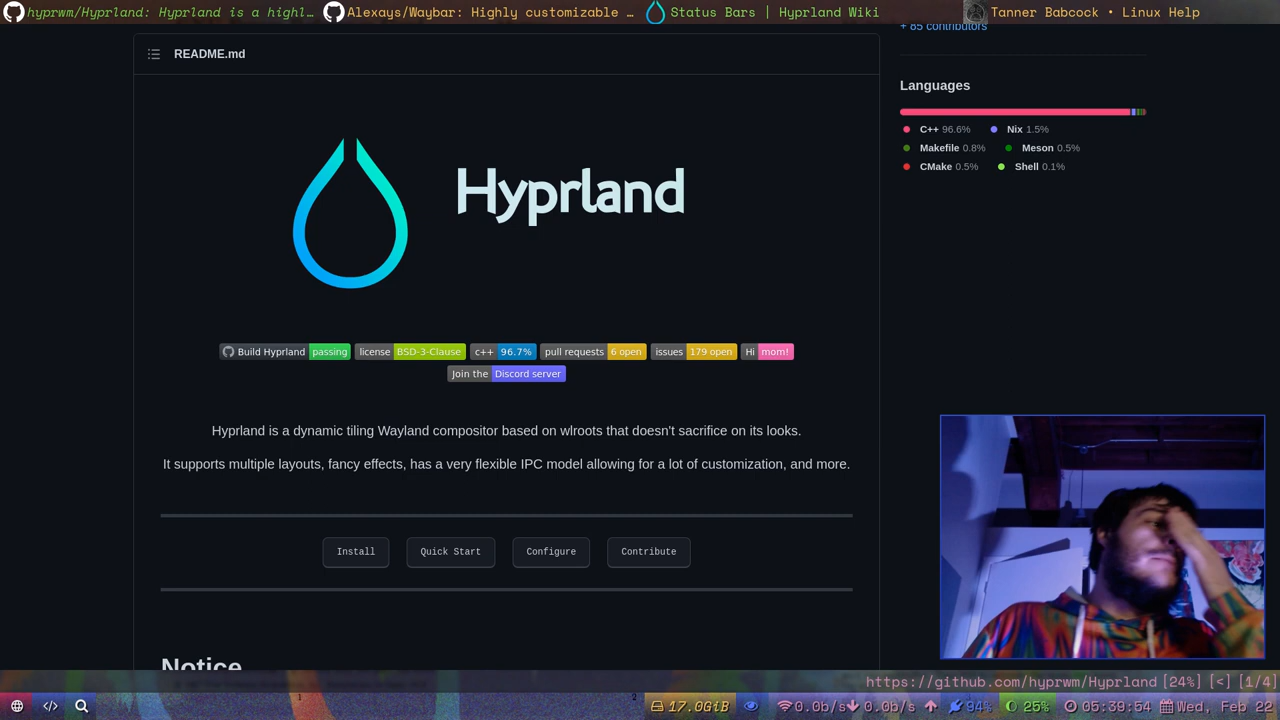 hyprwm/Hyprland: Hyprland is a highl…
Alexays/Waybar: Highly customizable …
Status Bars | Hyprland Wiki
Tanner Babcock • Linux Help
+ 85 contributors
README.md
Languages
C++ 96.6%
Nix 1.5%
Makefile 0.8%
Meson 0.5%
CMake 0.5%
Shell 0.1%
Hyprland
Build Hyprland passing
license BSD-3-Clause
c++ 96.7%
pull requests 6 open
issues 179 open
Hi mom!
Join the Discord server
Hyprland is a dynamic tiling Wayland compositor based on wlroots that doesn't sacrifice on its looks.
It supports multiple layouts, fancy effects, has a very flexible IPC model allowing for a lot of customization, and more.
Install
Quick Start
Configure
Contribute
Notice
https://github.com/hyprwm/Hyprland [24%] [<] [1/4]
1
2
17.0GiB
0.0b/s
0.0b/s
94%
25%
05:39:54
Wed, Feb 22